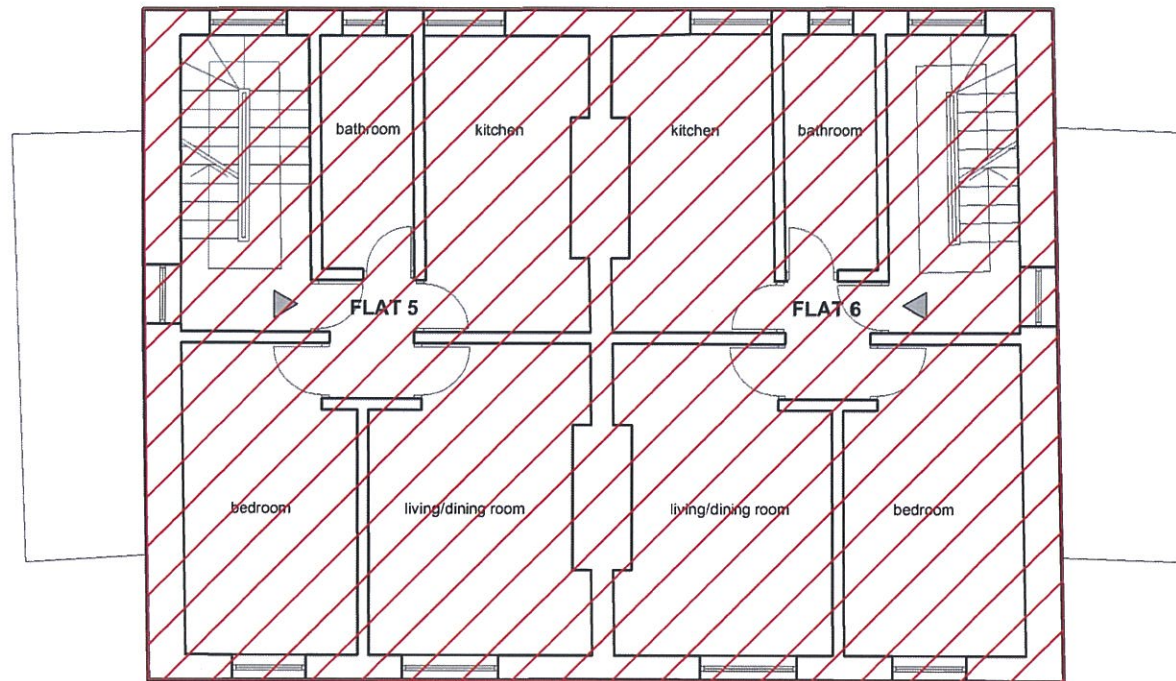 bathroom
kitchen
kitchen
bathroom
FLAT 5
FLAT 6
bedroom
living/dining room
living/dining room
bedroom